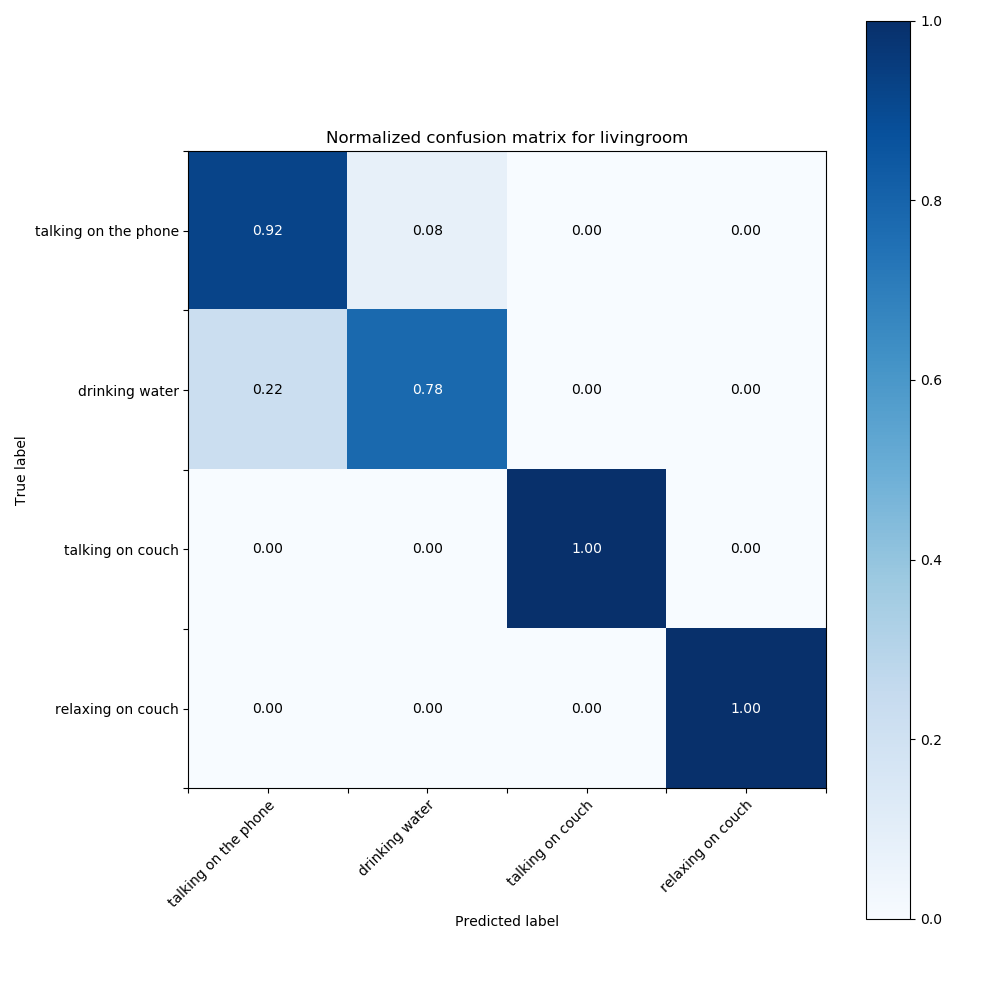 Normalized confusion matrix for livingroom
talking on the phone
0.92
0.08
0.00
0.00
drinking water
0.22
0.78
0.00
0.00
talking on couch
0.00
0.00
1.00
0.00
relaxing on couch
0.00
0.00
0.00
1.00
True label
talking on the phone
drinking water
talking on couch
relaxing on couch
Predicted label
1.0
0.8
0.6
0.4
0.2
0.0